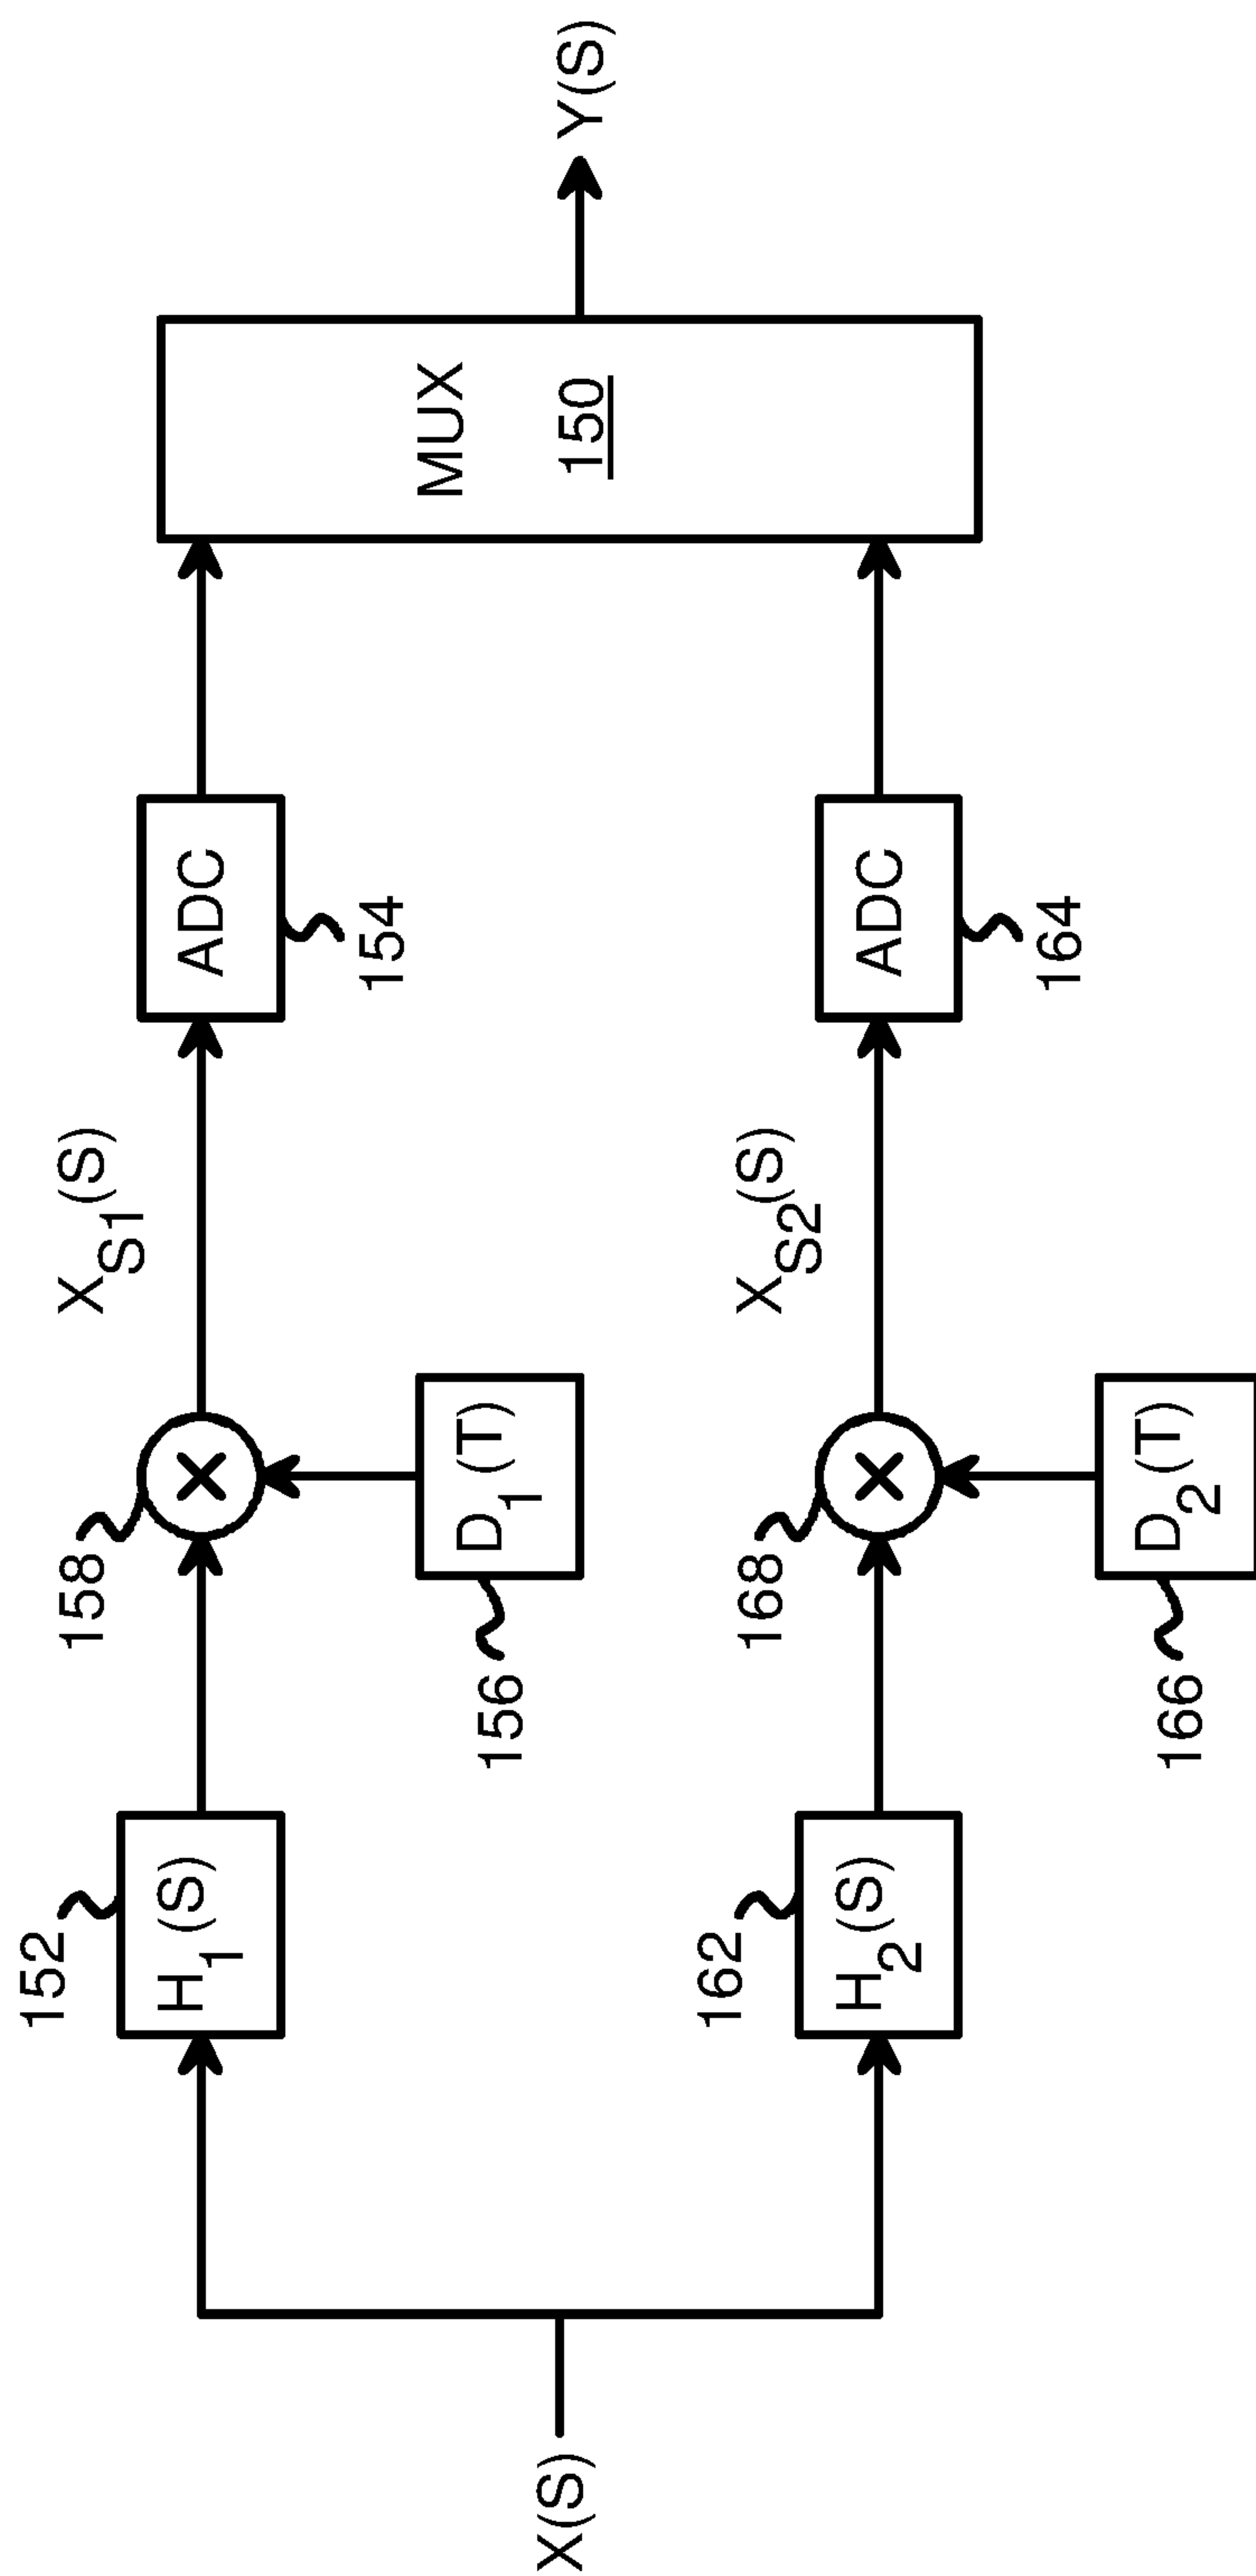 X(S)
152
H1(S)
158
D1(T)
156
XS1(S)
ADC
154
162
H2(S)
168
D2(T)
166
XS2(S)
ADC
164
MUX
150
Y(S)